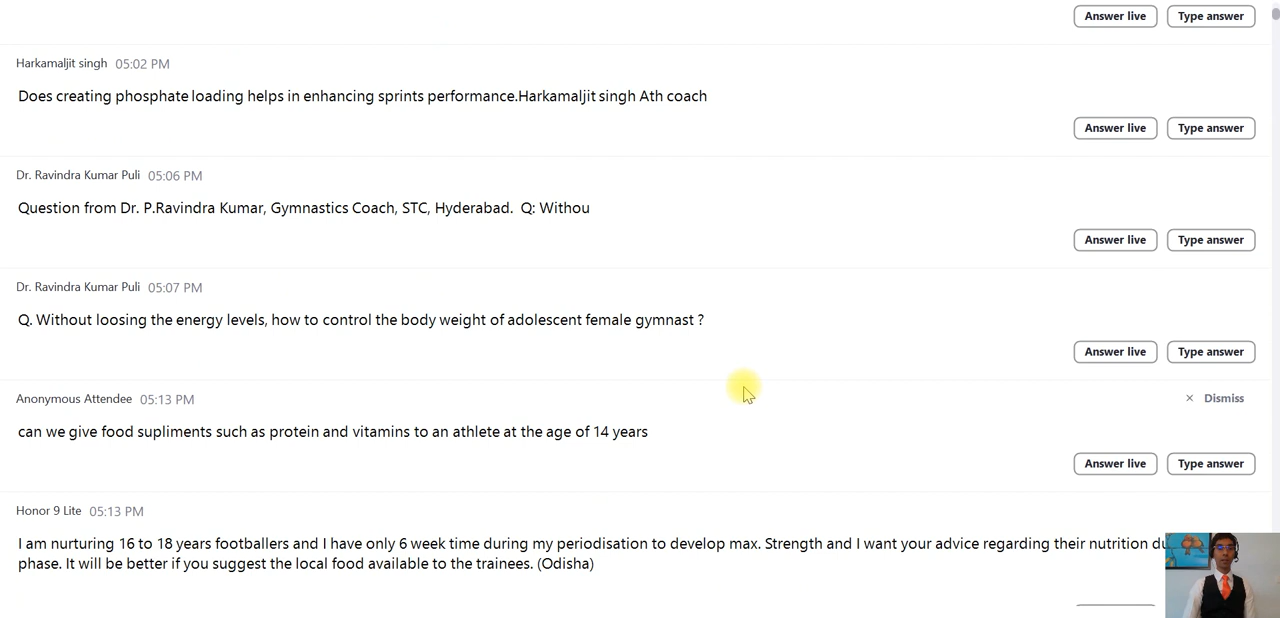 Answer live Type answer
Harkamaljit singh 05:02 PM
Does creating phosphate loading helps in enhancing sprints performance.Harkamaljit singh Ath coach
Answer live Type answer
Dr. Ravindra Kumar Puli 05:06 PM
Question from Dr. P.Ravindra Kumar, Gymnastics Coach, STC, Hyderabad. Q: Withou
Answer live Type answer
Dr. Ravindra Kumar Puli 05:07 PM
Q. Without loosing the energy levels, how to control the body weight of adolescent female gymnast ?
Answer live Type answer
Anonymous Attendee 05:13 PM × Dismiss
can we give food supliments such as protein and vitamins to an athlete at the age of 14 years
Answer live Type answer
Honor 9 Lite 05:13 PM
I am nurturing 16 to 18 years footballers and I have only 6 week time during my periodisation to develop max. Strength and I want your advice regarding their nutrition
phase. It will be better if you suggest the local food available to the trainees. (Odisha)